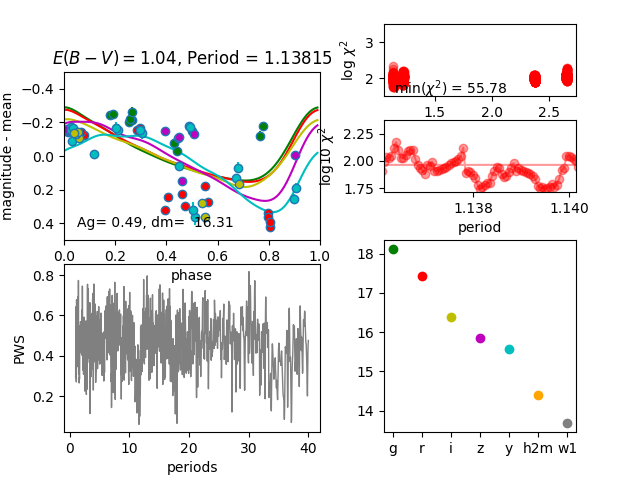 E(B − V) = 1.04, Period = 1.13815
magnitude - mean
−0.4
−0.2
0.0
0.2
0.4
Ag= 0.49, dm= 16.31
0.0 0.2 0.4 0.6 0.8 1.0
phase
log χ²
3
2
min(χ²) = 55.78
1.5 2.0 2.5
log10 χ²
2.25
2.00
1.75
1.138 1.140
period
PWS
0.8
0.6
0.4
0.2
0 10 20 30 40
periods
18
17
16
15
14
g r i z y h2m w1